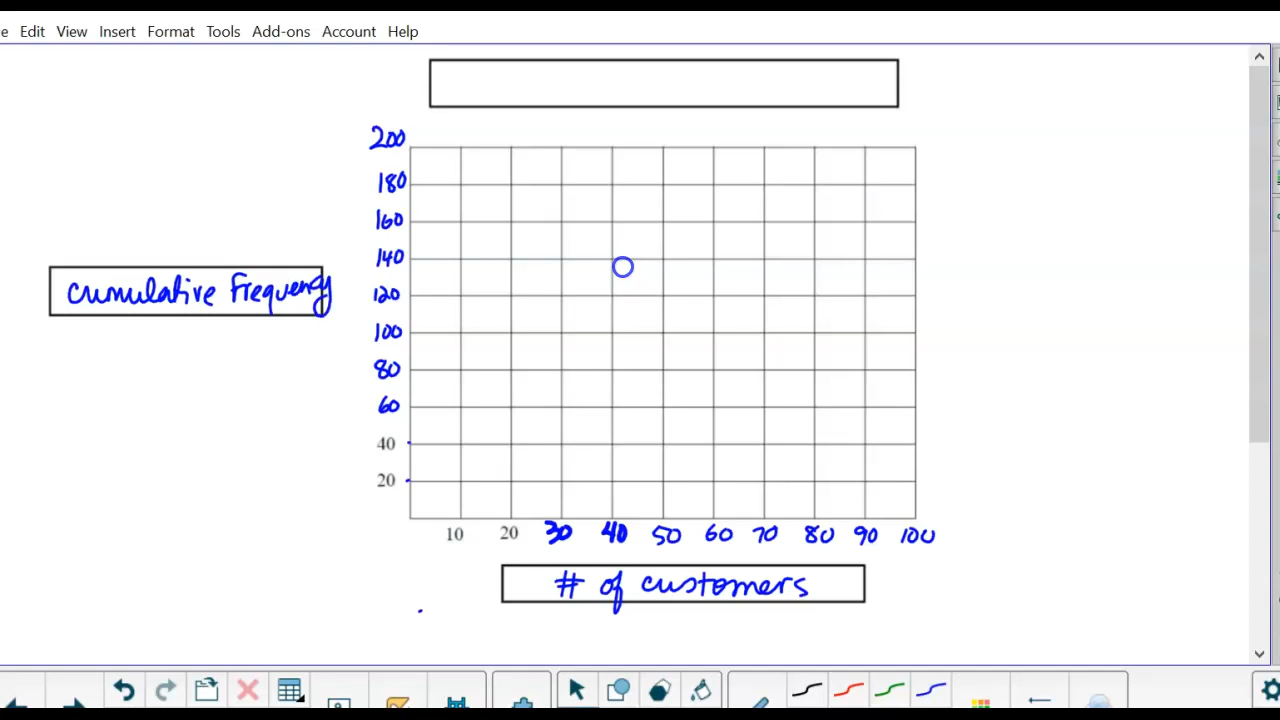 e Edit View Insert Format Tools Add-ons Account Help
200
180
160
140
cumulative Frequency
120
100
80
60
40
20
10 20 30 40 50 60 70 80 90 100
# of customers